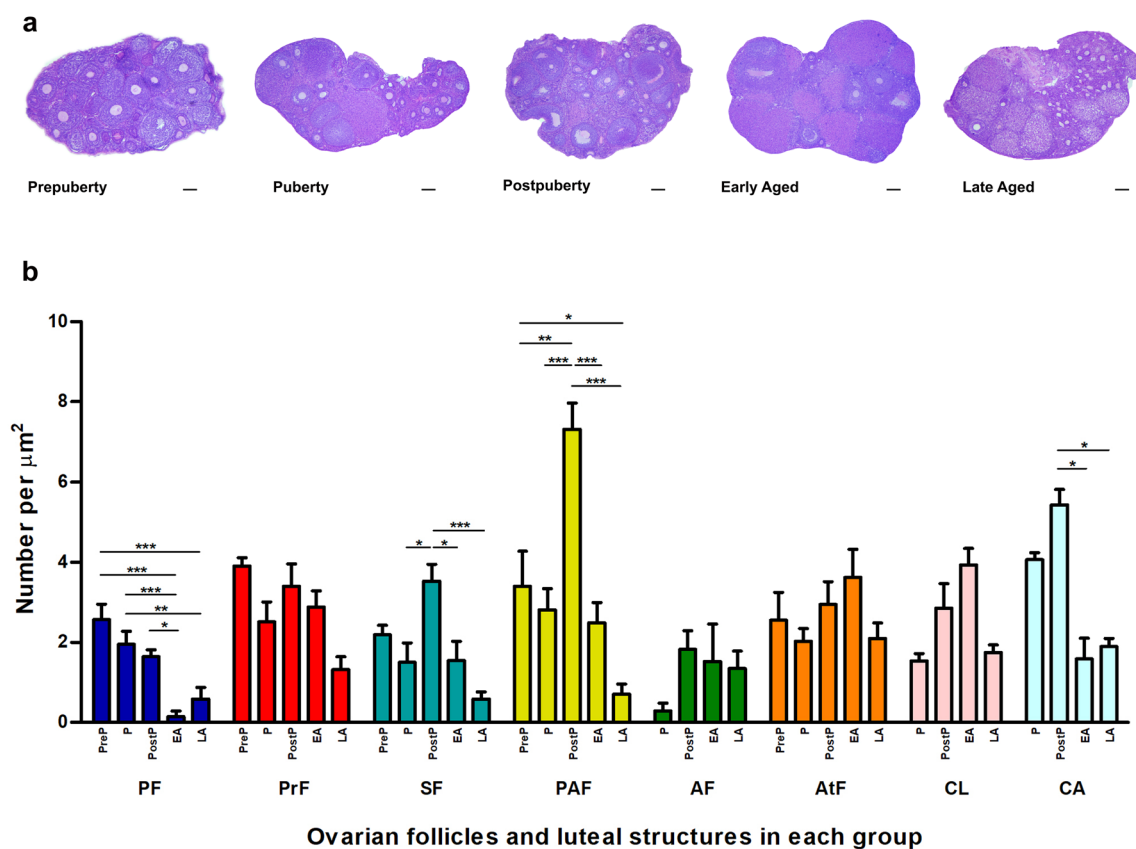 a
Prepuberty
Puberty
Postpuberty
Early Aged
Late Aged
b
Number per μm²
10
8
6
4
2
0
*
**
*** ***
***
***
***
***
**
*
***
* *
*
*
PreP P PostP EA LA
PreP P PostP EA LA
PreP P PostP EA LA
PreP P PostP EA LA
P PostP EA LA
PreP P PostP EA LA
P PostP EA LA
P PostP EA LA
PF PrF SF PAF AF AtF CL CA
Ovarian follicles and luteal structures in each group